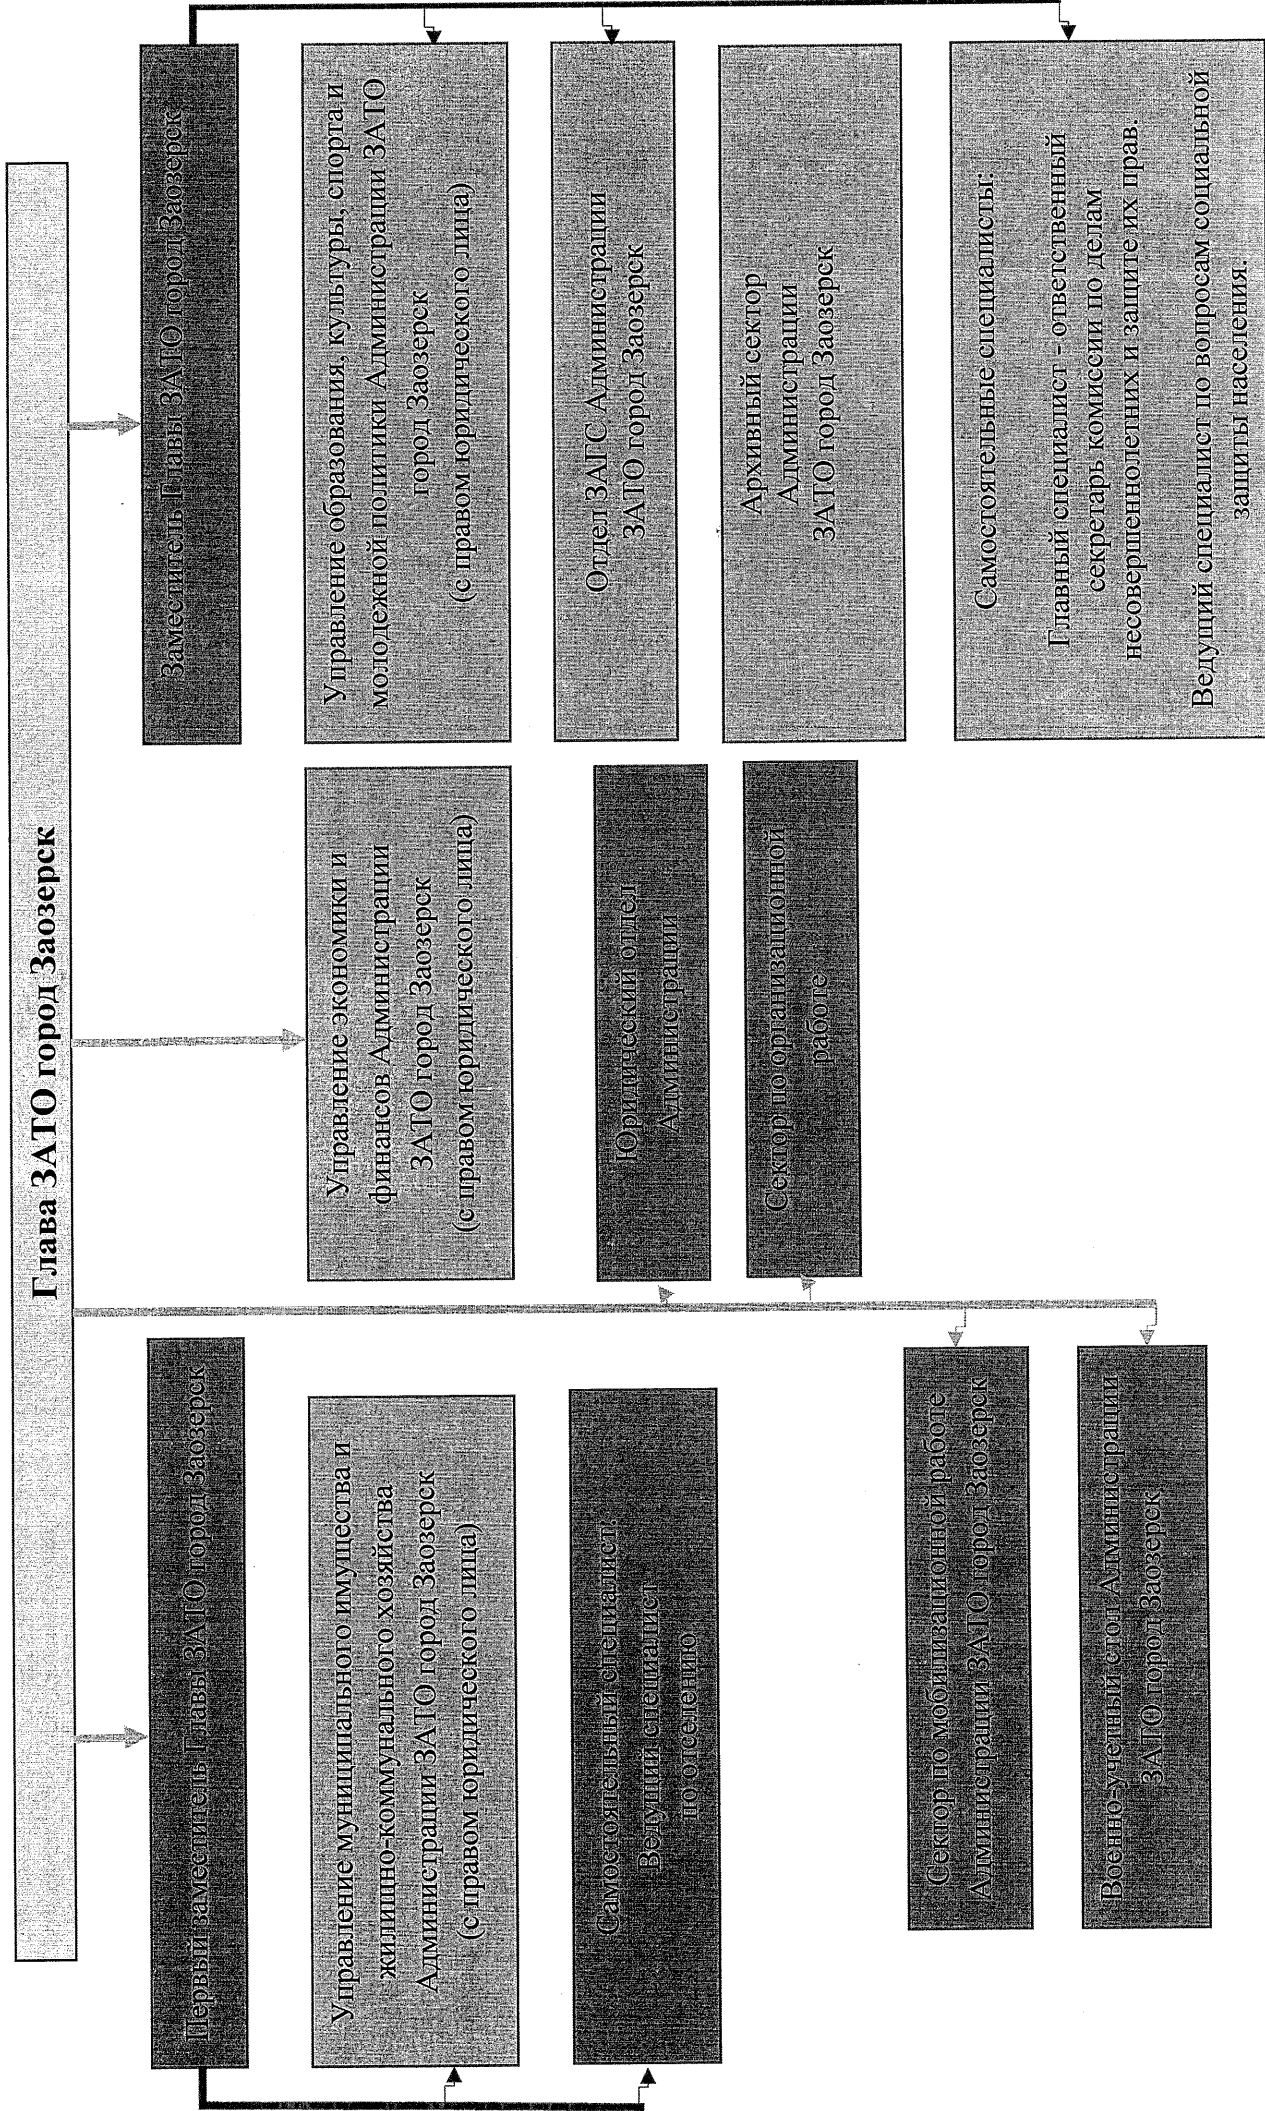 Глава ЗАТО город Заозерск
Первый заместитель Главы ЗАТО город Заозерск
Управление муниципального имущества и
жилищно-коммунального хозяйства
Администрации ЗАТО город Заозерск
(с правом юридического лица)
Самостоятельный специалист:
Ведущий специалист
по отселению
Сектор по мобилизационной работе
Администрации ЗАТО город Заозерск
Военно-учетный стол Администрации
ЗАТО город Заозерск
Управление экономики и
финансов Администрации
ЗАТО город Заозерск
(с правом юридического лица)
Юридический отдел
Администрации
Сектор по организационной
работе
Заместитель Главы ЗАТО город Заозерск
Управление образования, культуры, спорта и
молодежной политики Администрации ЗАТО
город Заозерск
(с правом юридического лица)
Отдел ЗАГС Администрации
ЗАТО город Заозерск
Архивный сектор
Администрации
ЗАТО город Заозерск
Самостоятельные специалисты:
Главный специалист - ответственный
секретарь комиссии по делам
несовершеннолетних и защите их прав.
Ведущий специалист по вопросам социальной
защиты населения.